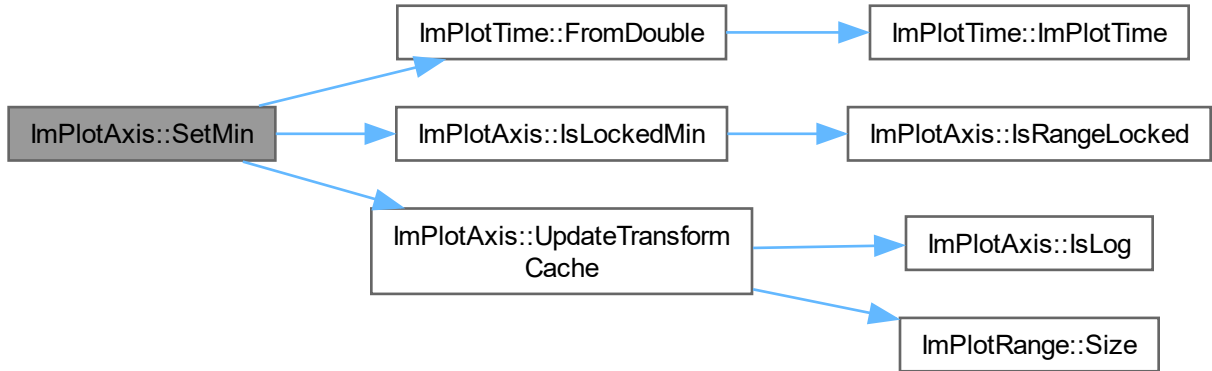 ImPlotAxis::SetMin
ImPlotTime::FromDouble
ImPlotTime::ImPlotTime
ImPlotAxis::IsLockedMin
ImPlotAxis::IsRangeLocked
ImPlotAxis::UpdateTransform
Cache
ImPlotAxis::IsLog
ImPlotRange::Size